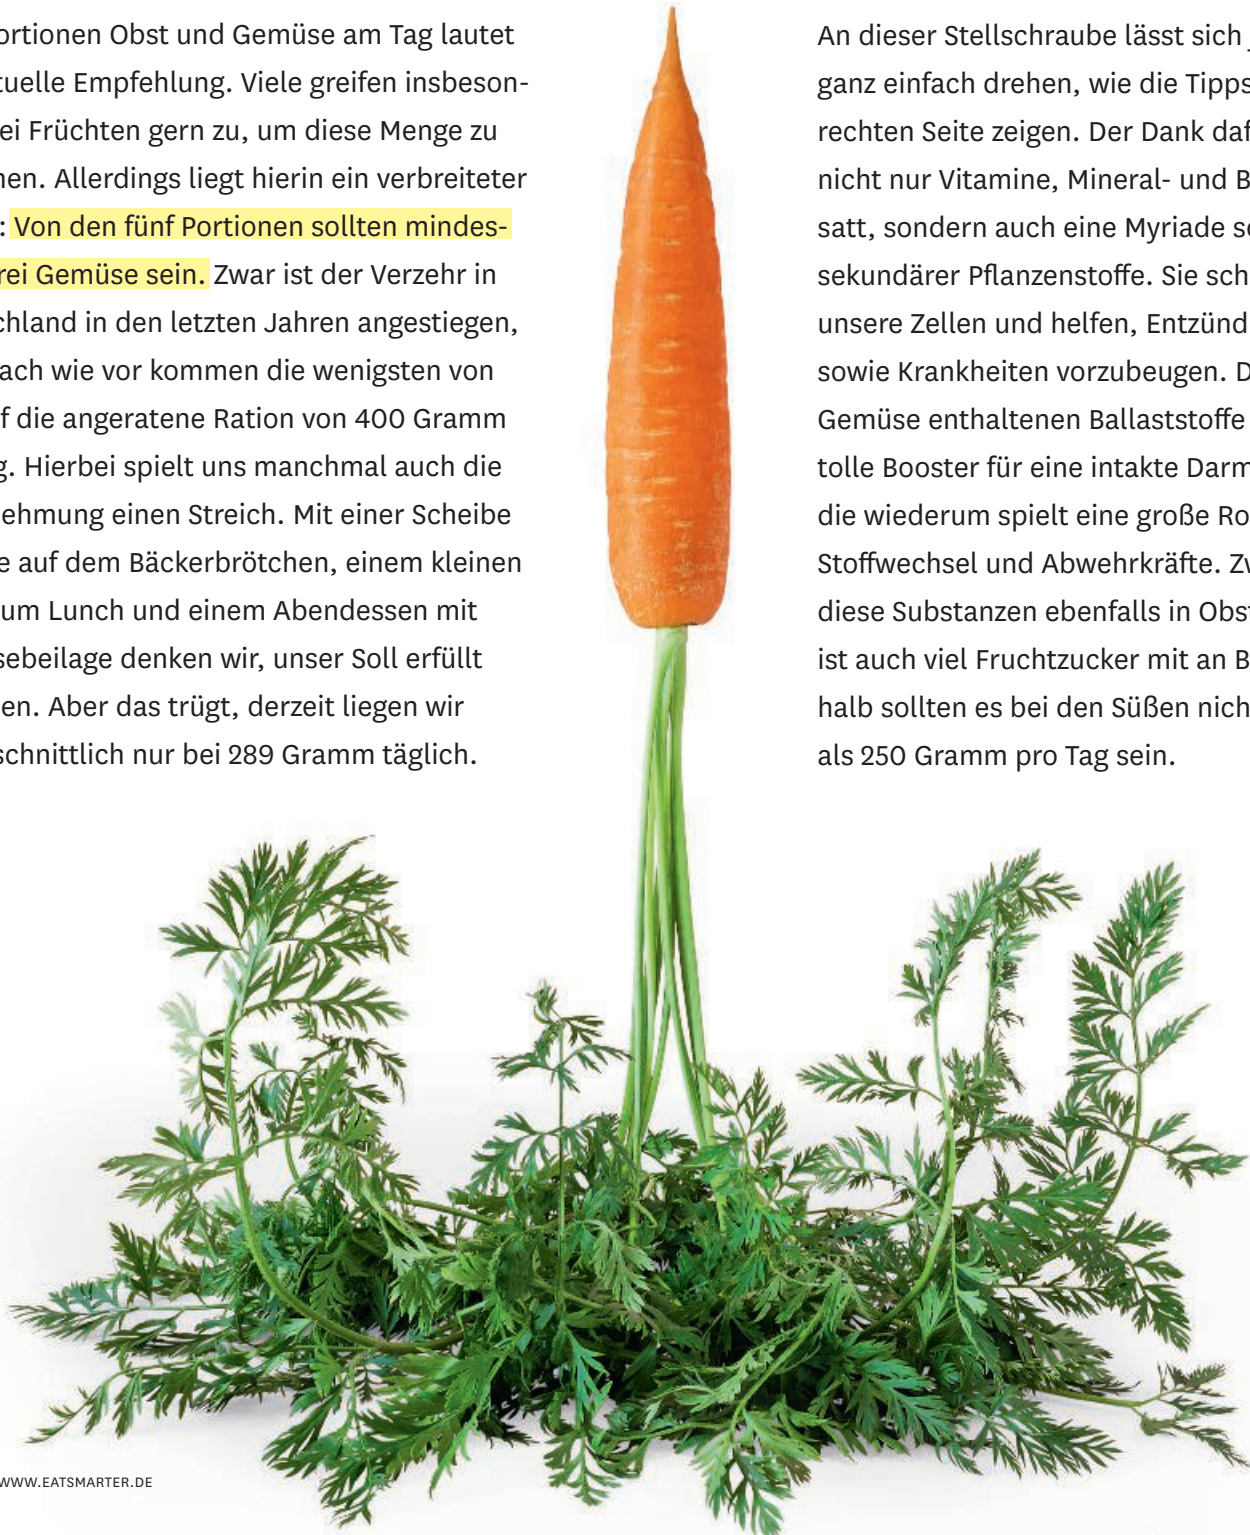 ortionen Obst und Gemüse am Tag lautet
tuelle Empfehlung. Viele greifen insbeson-
ei Früchten gern zu, um diese Menge zu
en. Allerdings liegt hierin ein verbreiteter
: Von den fünf Portionen sollten mindes-
rei Gemüse sein. Zwar ist der Verzehr in
chland in den letzten Jahren angestiegen,
ach wie vor kommen die wenigsten von
f die angeratene Ration von 400 Gramm
g. Hierbei spielt uns manchmal auch die
ehmung einen Streich. Mit einer Scheibe
e auf dem Bäckerbrötchen, einem kleinen
um Lunch und einem Abendessen mit
sebeilage denken wir, unser Soll erfüllt
en. Aber das trügt, derzeit liegen wir
schnittlich nur bei 289 Gramm täglich.
An dieser Stellschraube lässt sich
ganz einfach drehen, wie die Tipps
rechten Seite zeigen. Der Dank daf
nicht nur Vitamine, Mineral- und B
satt, sondern auch eine Myriade so
sekundärer Pflanzenstoffe. Sie sch
unsere Zellen und helfen, Entzünd
sowie Krankheiten vorzubeugen. D
Gemüse enthaltenen Ballaststoffe
tolle Booster für eine intakte Darm
die wiederum spielt eine große Ro
Stoffwechsel und Abwehrkräfte. Zw
diese Substanzen ebenfalls in Obst
ist auch viel Fruchtzucker mit an B
halb sollten es bei den Süßen nich
als 250 Gramm pro Tag sein.
WWW.EATSMARTER.DE